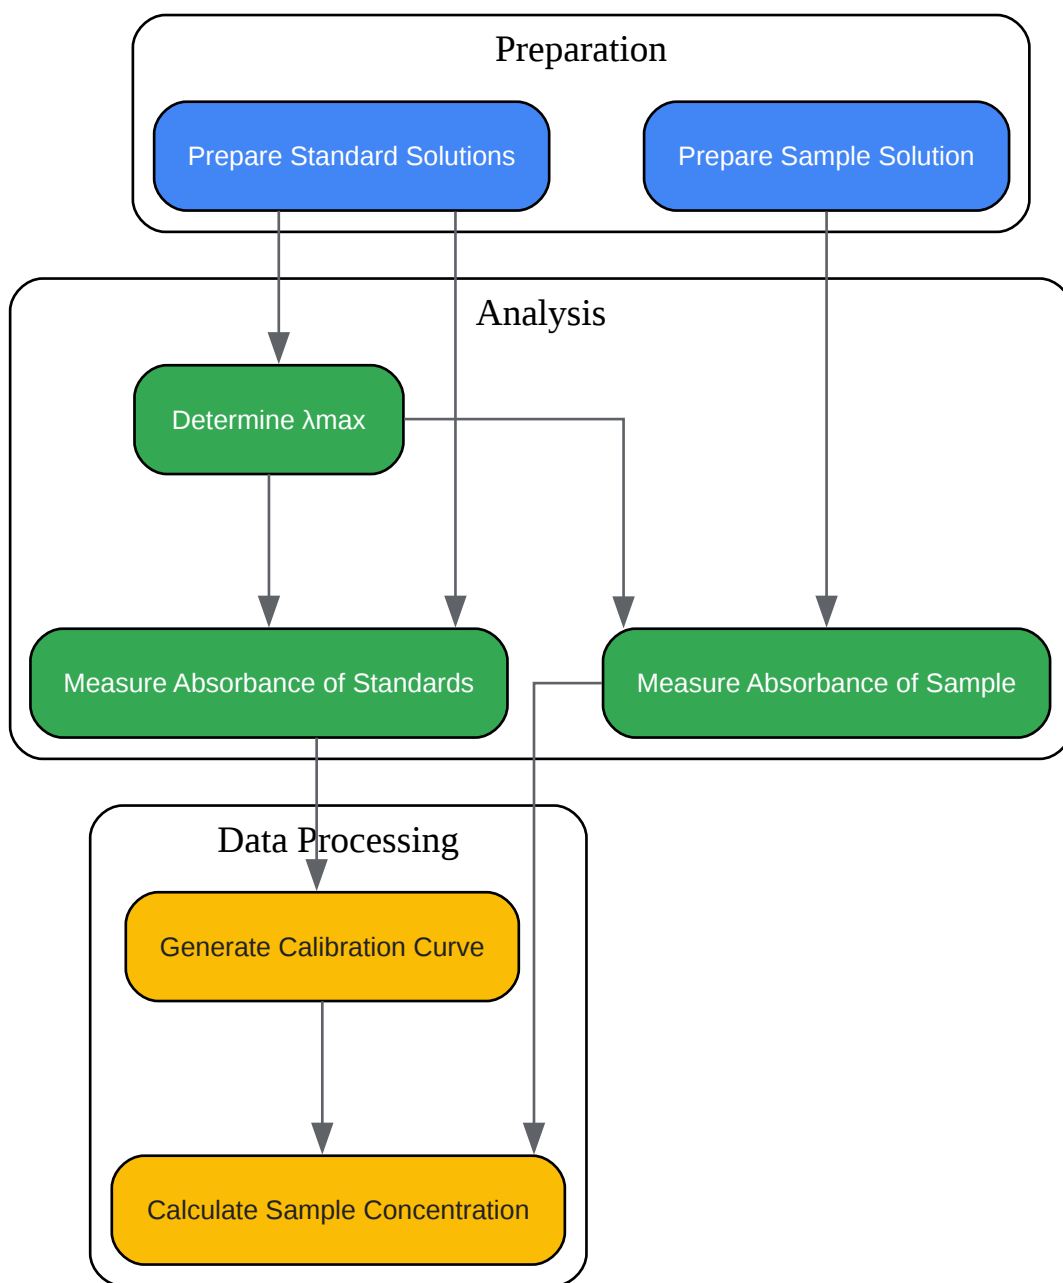 Preparation
Prepare Standard Solutions
Prepare Sample Solution
Analysis
Determine λmax
Measure Absorbance of Standards
Measure Absorbance of Sample
Data Processing
Generate Calibration Curve
Calculate Sample Concentration